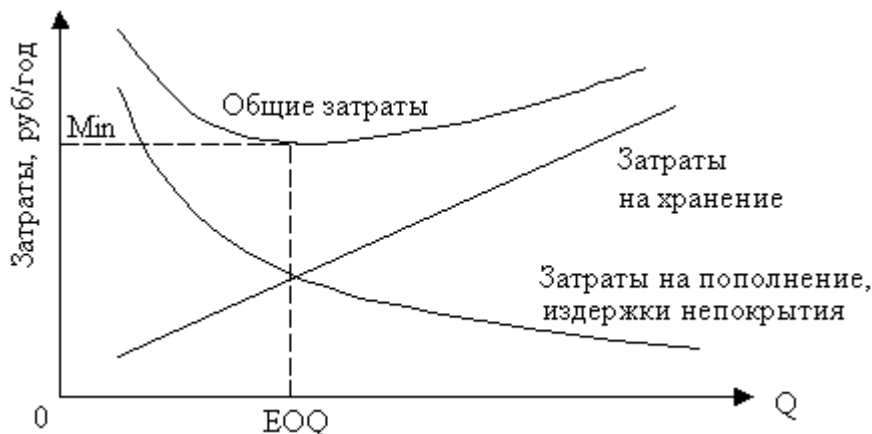 Затраты, руб/год
Общие затраты
Min
Затраты
на хранение
Затраты на пополнение,
издержки непокрытия
0
EOQ
Q